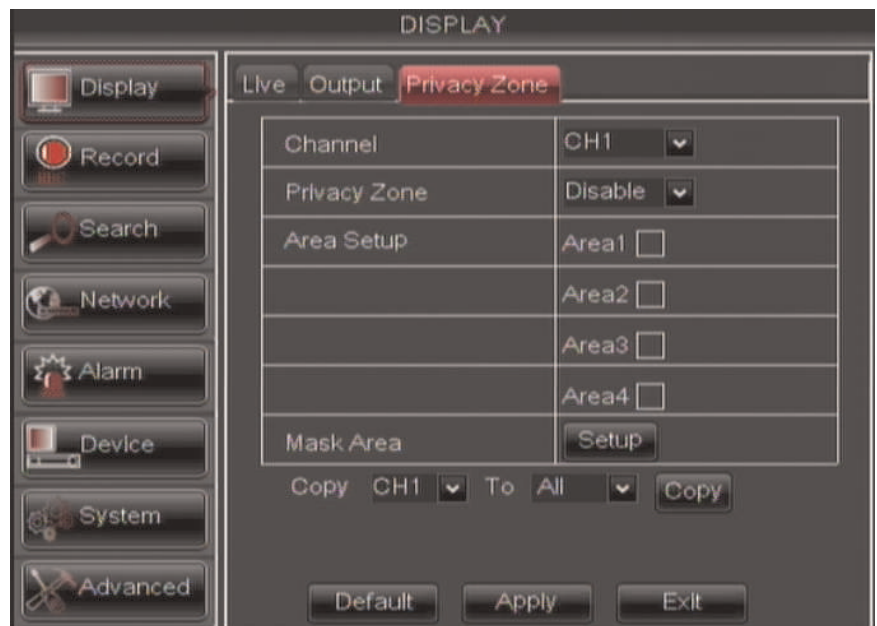 DISPLAY
Display
Record
Search
Network
Alarm
Device
System
Advanced
Live Output Privacy Zone
Channel CH1
Privacy Zone Disable
Area Setup Area1
Area2
Area3
Area4
Mask Area Setup
Copy CH1 To All Copy
Default Apply Exit